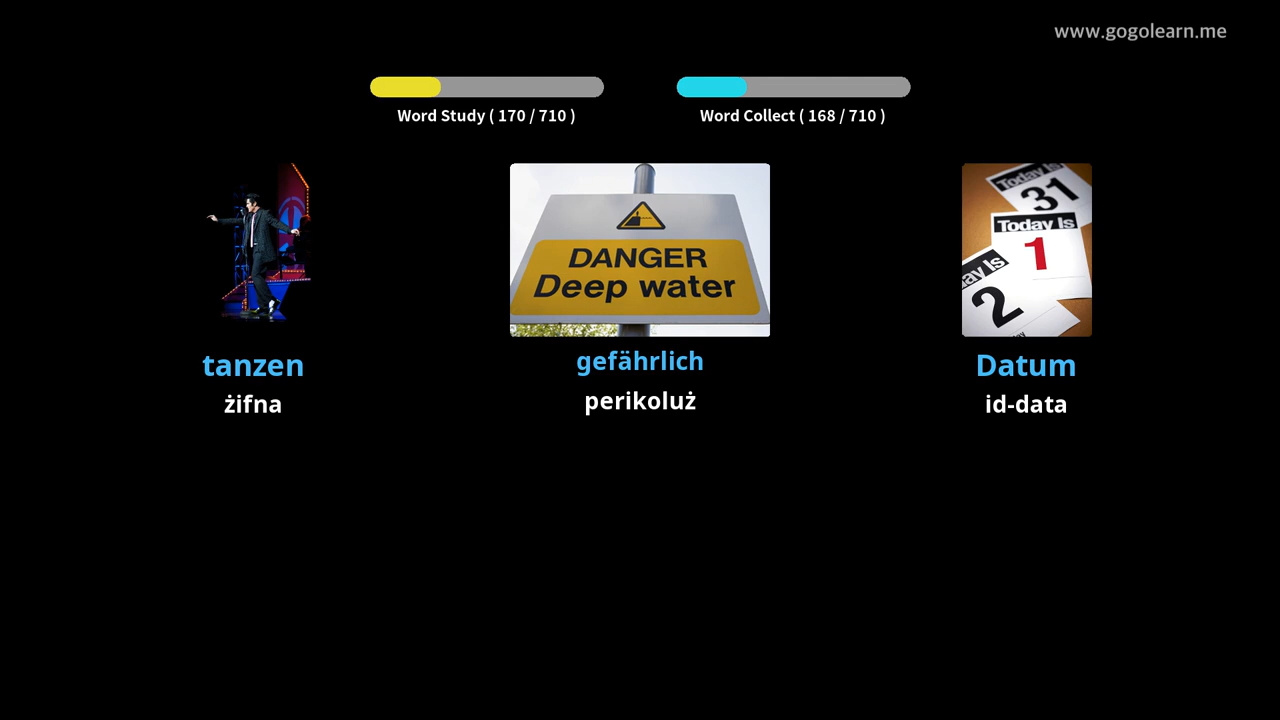 www.gogolearn.me
Word Study ( 170 / 710 )
Word Collect ( 168 / 710 )
DANGER
Deep water
Today Is
31
Today Is
1
ay Is
2
tanzen
gefährlich
Datum
żifna
perikoluż
id-data